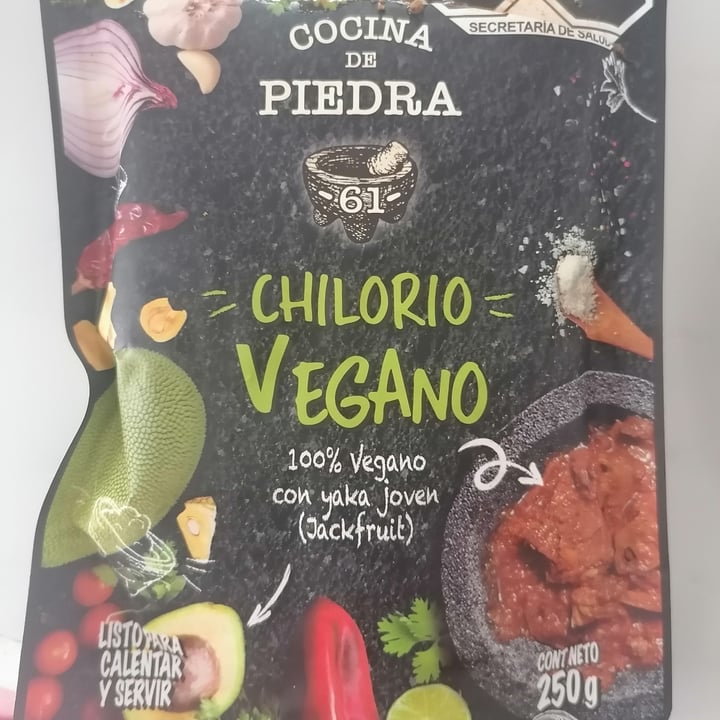 SECRETARÍA DE SALUD
COCINA
DE
PIEDRA
-61-
CHILORIO
VEGANO
100% Vegano
con yaka joven
(Jackfruit)
LISTO PARA
CALENTAR
Y SERVIR
CONT NETO
250g